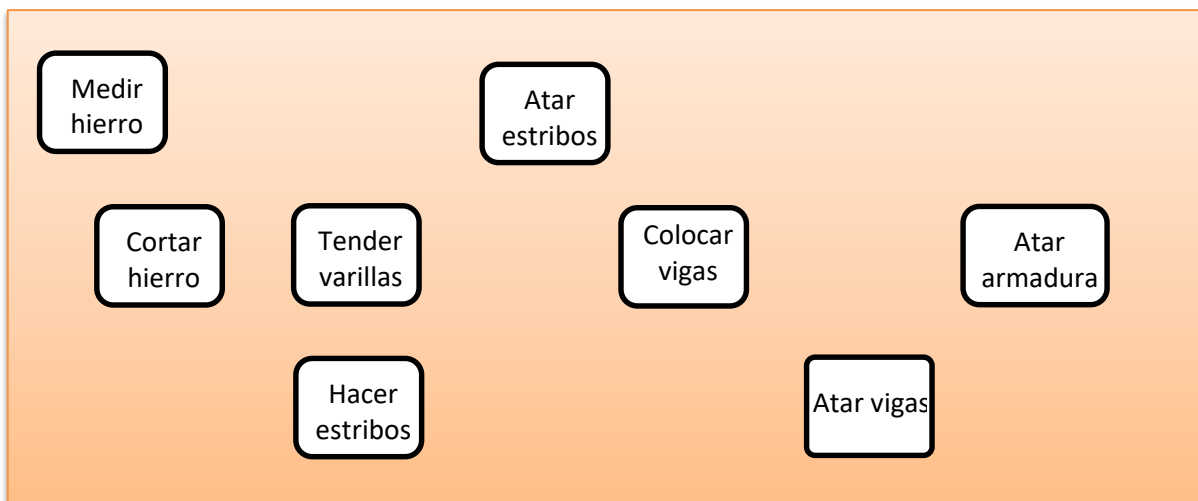 Medir
hierro
Atar
estribos
Cortar
hierro
Tender
varillas
Colocar
vigas
Atar
armadura
Hacer
estribos
Atar vigas